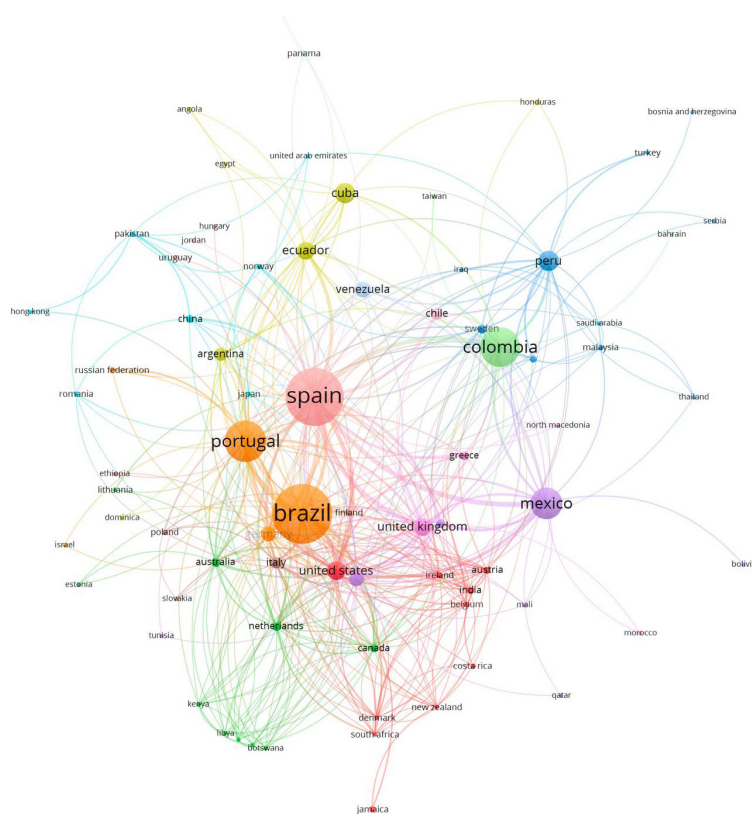 panama
honduras
angola
bosnia and herzegovina
turkey
united arab emirates
egypt
cuba
taiwan
serbia
hungary
pakistan
bahrain
jordan
ecuador
uruguay
peru
norway
iraq
venezuela
hong kong
chile
china
saudi arabia
sweden
colombia
malaysia
argentina
russian federation
spain
romania
japan
thailand
north macedonia
portugal
greece
ethiopia
lithuania
mexico
brazil
finland
dominica
united kingdom
poland
germany
israel
australia
italy
bolivi
united states
austria
ireland
estonia
india
slovakia
belgium
mali
netherlands
tunisia
morocco
canada
costa rica
qatar
kenya
new zealand
denmark
libya
south africa
botswana
jamaica